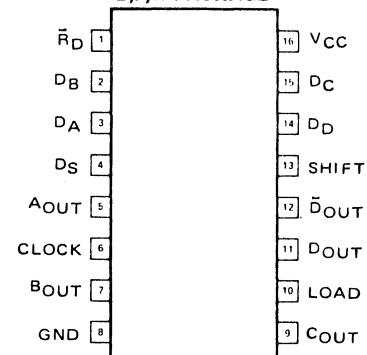 R̄D 1 16 VCC
DB 2 15 DC
DA 3 14 DD
DS 4 13 SHIFT
AOUT 5 12 D̄OUT
CLOCK 6 11 DOUT
BOUT 7 10 LOAD
GND 8 9 COUT